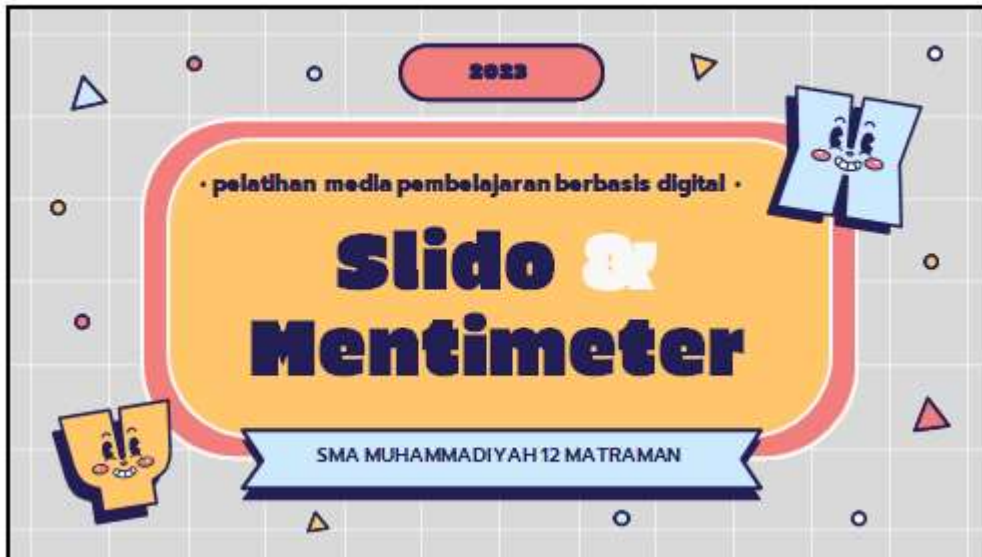 2023
• pelatihan media pembelajaran berbasis digital •
Slido &
Mentimeter
SMA MUHAMMADIYAH 12 MATRAMAN